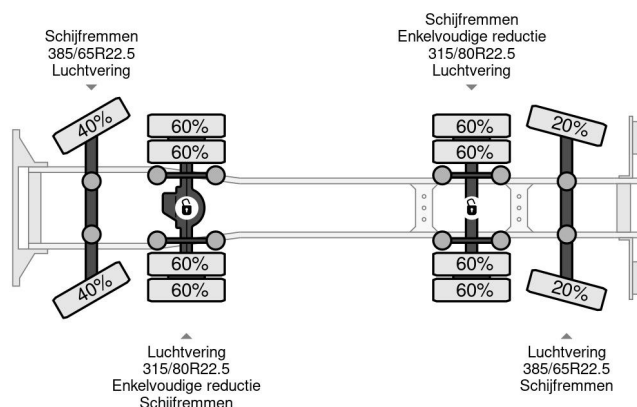 Schijfremmen
385/65R22.5
Luchtvering
Schijfremmen
Enkelvoudige reductie
315/80R22.5
Luchtvering
40%
60%
60%
60%
60%
20%
40%
60%
60%
60%
60%
20%
Luchtvering
315/80R22.5
Enkelvoudige reductie
Schijfremmen
Luchtvering
385/65R22.5
Schijfremmen